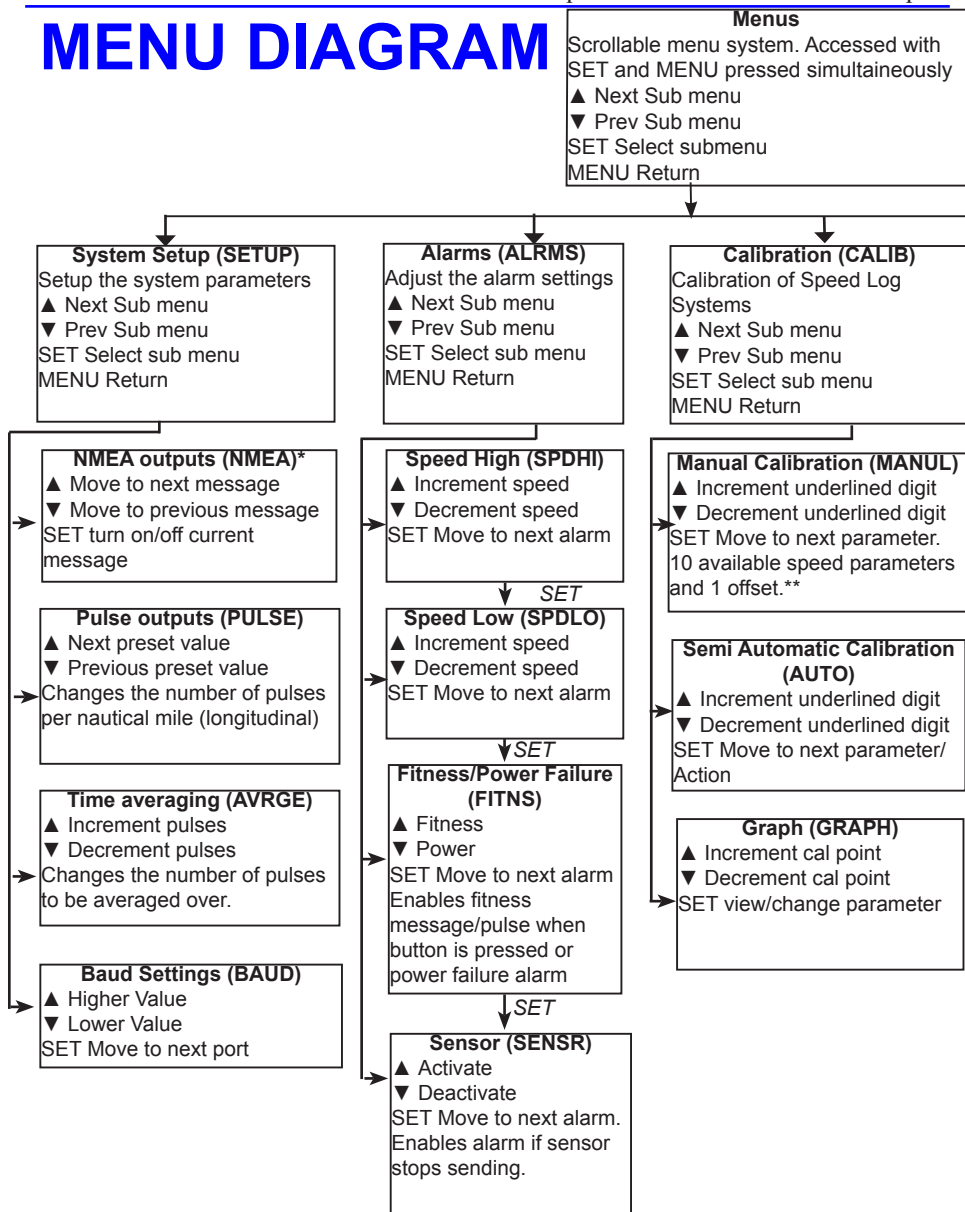 MENU DIAGRAM
Menus
Scrollable menu system. Accessed with
SET and MENU pressed simultaineously
▲ Next Sub menu
▼ Prev Sub menu
SET Select submenu
MENU Return
System Setup (SETUP)
Setup the system parameters
▲ Next Sub menu
▼ Prev Sub menu
SET Select sub menu
MENU Return
NMEA outputs (NMEA)*
▲ Move to next message
▼ Move to previous message
SET turn on/off current
message
Pulse outputs (PULSE)
▲ Next preset value
▼ Previous preset value
Changes the number of pulses
per nautical mile (longitudinal)
Time averaging (AVRGE)
▲ Increment pulses
▼ Decrement pulses
Changes the number of pulses
to be averaged over.
Baud Settings (BAUD)
▲ Higher Value
▼ Lower Value
SET Move to next port
Alarms (ALRMS)
Adjust the alarm settings
▲ Next Sub menu
▼ Prev Sub menu
SET Select sub menu
MENU Return
Speed High (SPDHI)
▲ Increment speed
▼ Decrement speed
SET Move to next alarm
SET
Speed Low (SPDLO)
▲ Increment speed
▼ Decrement speed
SET Move to next alarm
SET
Fitness/Power Failure
(FITNS)
▲ Fitness
▼ Power
SET Move to next alarm
Enables fitness
message/pulse when
button is pressed or
power failure alarm
SET
Sensor (SENSR)
▲ Activate
▼ Deactivate
SET Move to next alarm.
Enables alarm if sensor
stops sending.
Calibration (CALIB)
Calibration of Speed Log
Systems
▲ Next Sub menu
▼ Prev Sub menu
SET Select sub menu
MENU Return
Manual Calibration (MANUL)
▲ Increment underlined digit
▼ Decrement underlined digit
SET Move to next parameter.
10 available speed parameters
and 1 offset.**
Semi Automatic Calibration
(AUTO)
▲ Increment underlined digit
▼ Decrement underlined digit
SET Move to next parameter/
Action
Graph (GRAPH)
▲ Increment cal point
▼ Decrement cal point
SET view/change parameter